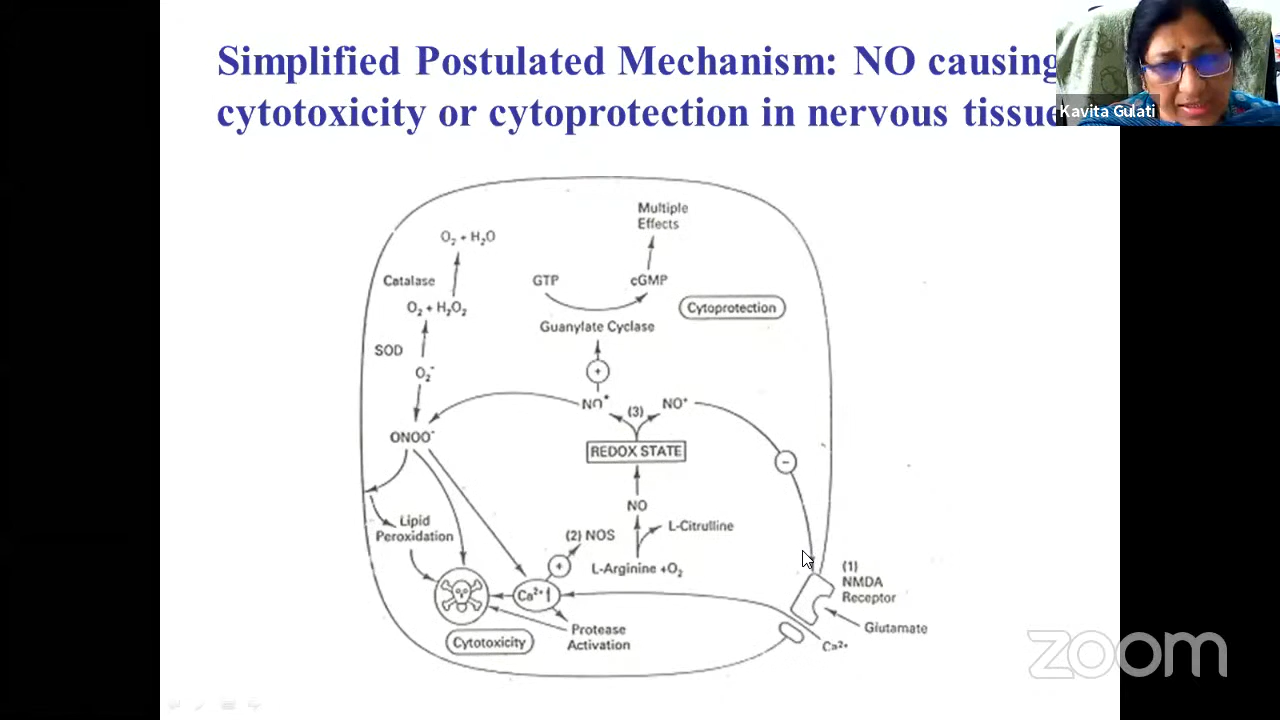 Simplified Postulated Mechanism: NO causing
cytotoxicity or cytoprotection in nervous tissue
Kavita Gulati
Multiple
Effects
O₂ + H₂O
Catalase
GTP
cGMP
O₂ + H₂O₂
Cytoprotection
Guanylate Cyclase
SOD
+
O₂⁻
NO•
(3)
NO⁺
ONOO⁻
REDOX STATE
−
NO
Lipid
Peroxidation
L-Citrulline
(2) NOS
+
L-Arginine +O₂
(1)
NMDA
Receptor
Ca²⁺↑
Glutamate
Protease
Activation
Cytotoxicity
Ca²⁺
zoom